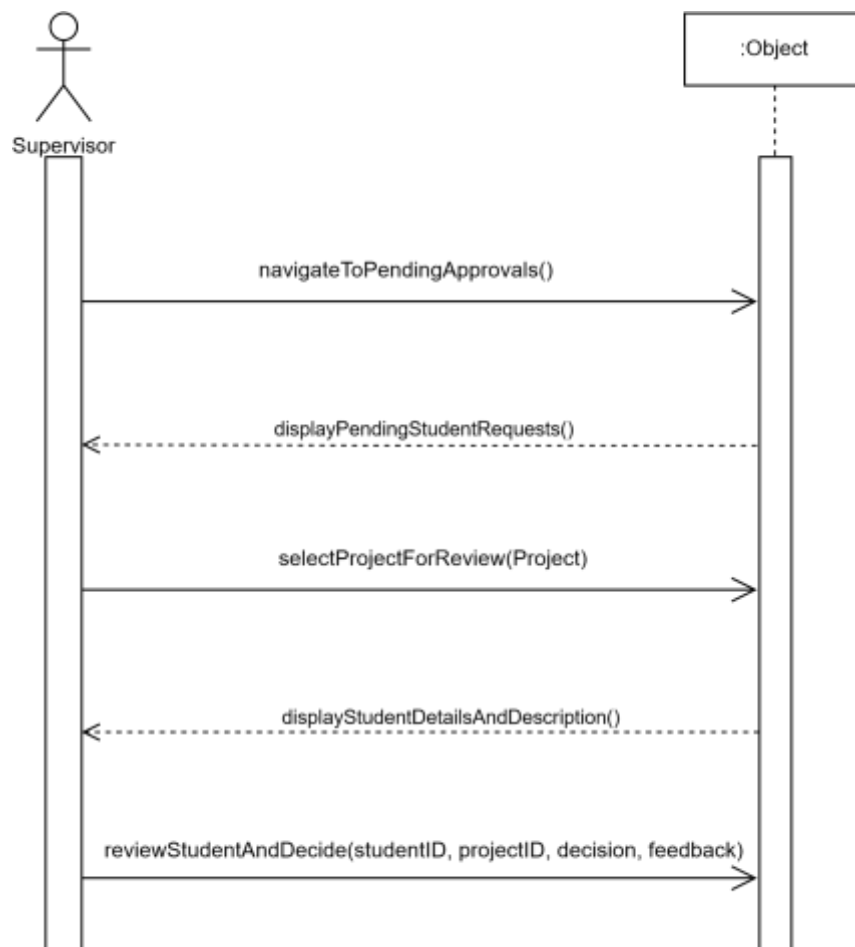 :Object
Supervisor
navigateToPendingApprovals()
displayPendingStudentRequests()
selectProjectForReview(Project)
displayStudentDetailsAndDescription()
reviewStudentAndDecide(studentID, projectID, decision, feedback)